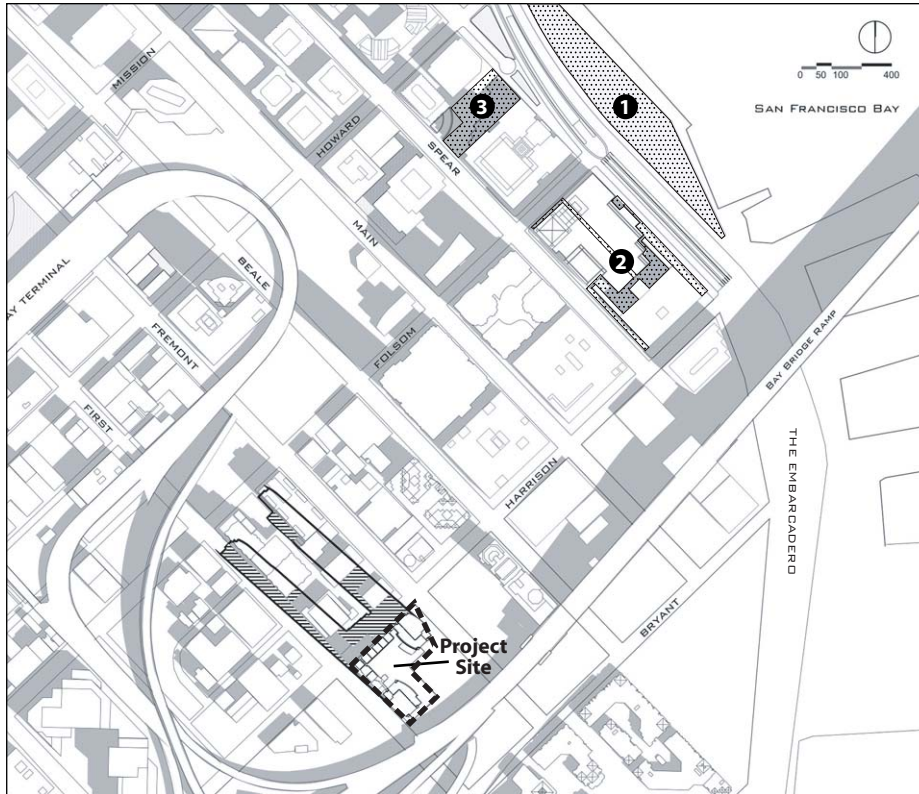 MISSION
HOWARD
SPEAR
MAIN
3
1
0 50 100 400
SAN FRANCISCO BAY
2
AY TERMINAL
BEALE
FREMONT
FIRST
FOLSOM
HARRISON
BAY BRIDGE RAMP
THE EMBARCADERO
BRYANT
Project
Site